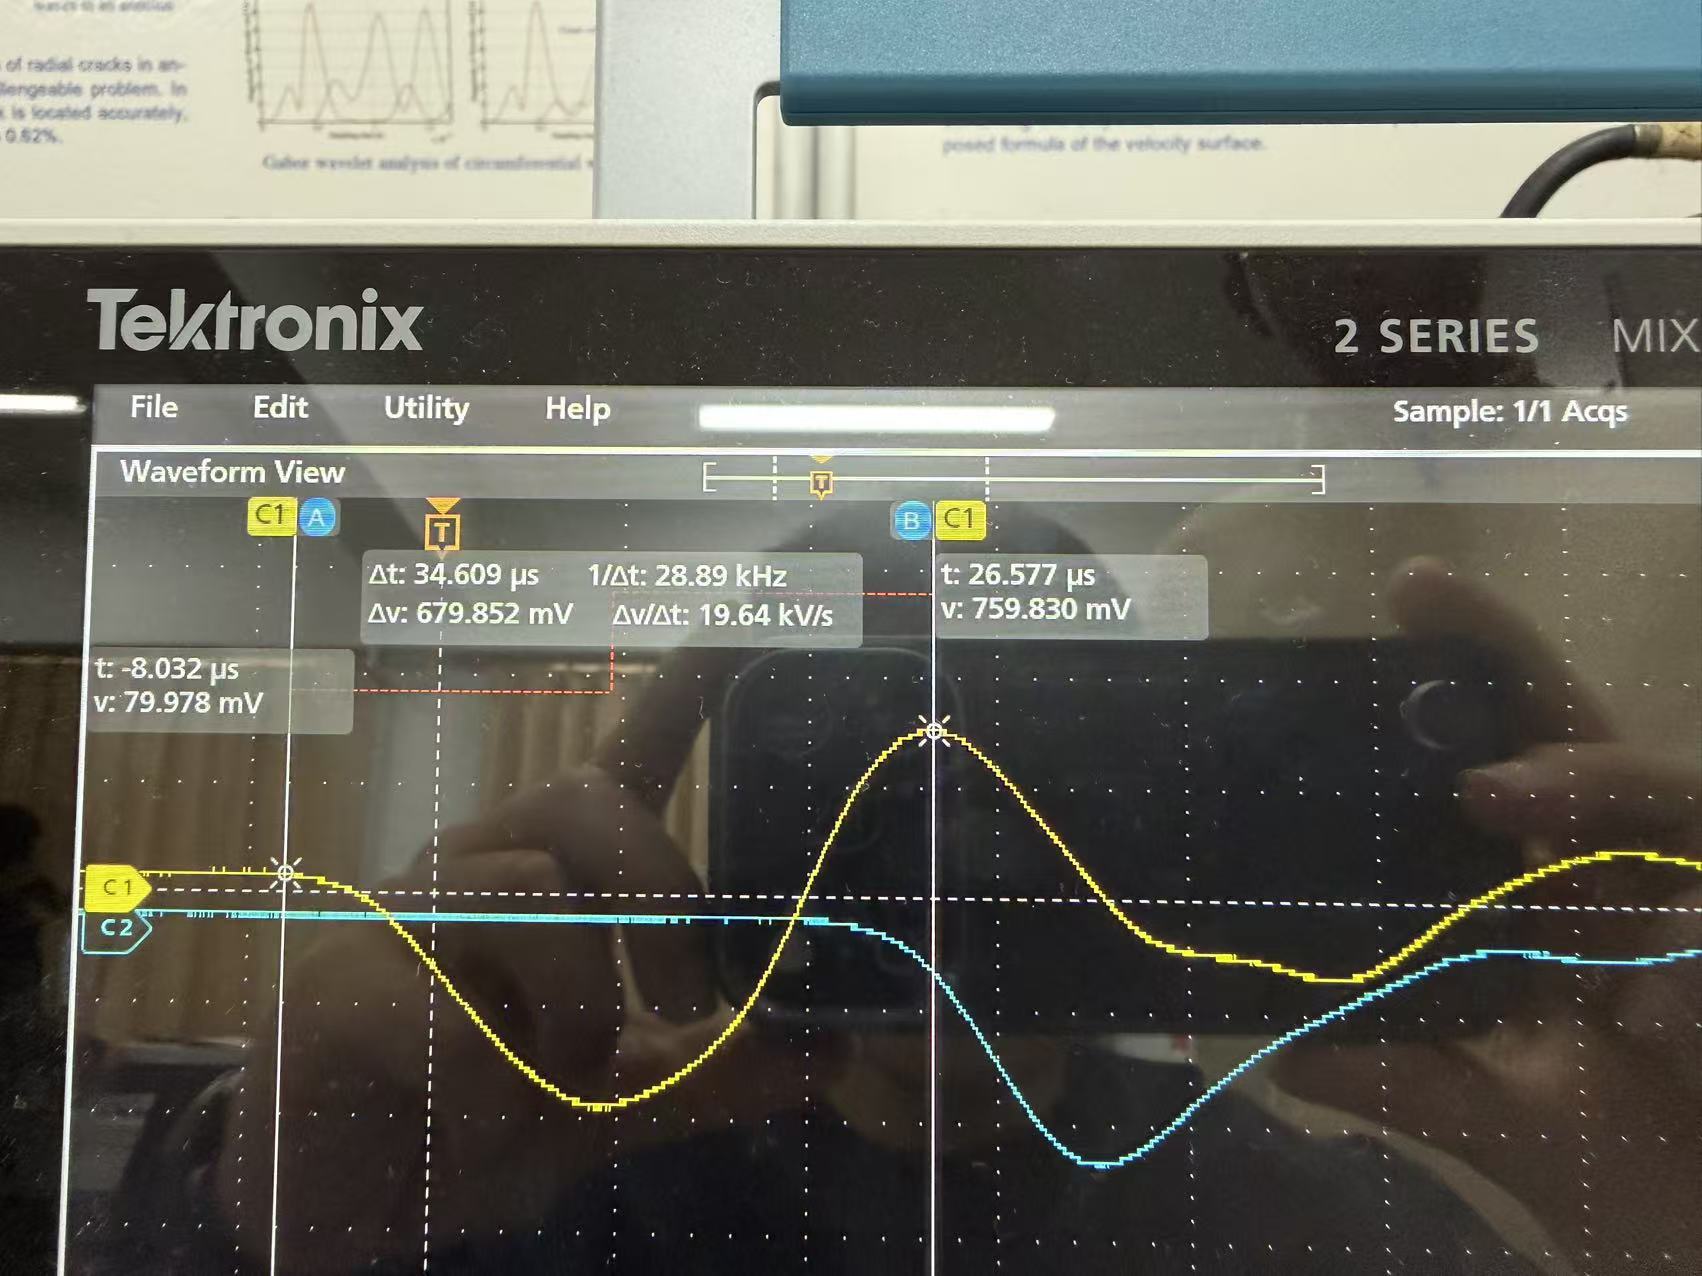 of radial cracks in an-
llengeable problem. In
is located accurately,
0.62%.
Gabor wavelet analysis of circumferential
posed formula of the velocity surface.
Tektronix
2 SERIES MIX
File Edit Utility Help
Sample: 1/1 Acqs
Waveform View
T
C1 A
T
B C1
Δt: 34.609 μs 1/Δt: 28.89 kHz
Δv: 679.852 mV Δv/Δt: 19.64 kV/s
t: 26.577 μs
v: 759.830 mV
t: -8.032 μs
v: 79.978 mV
C1
C2